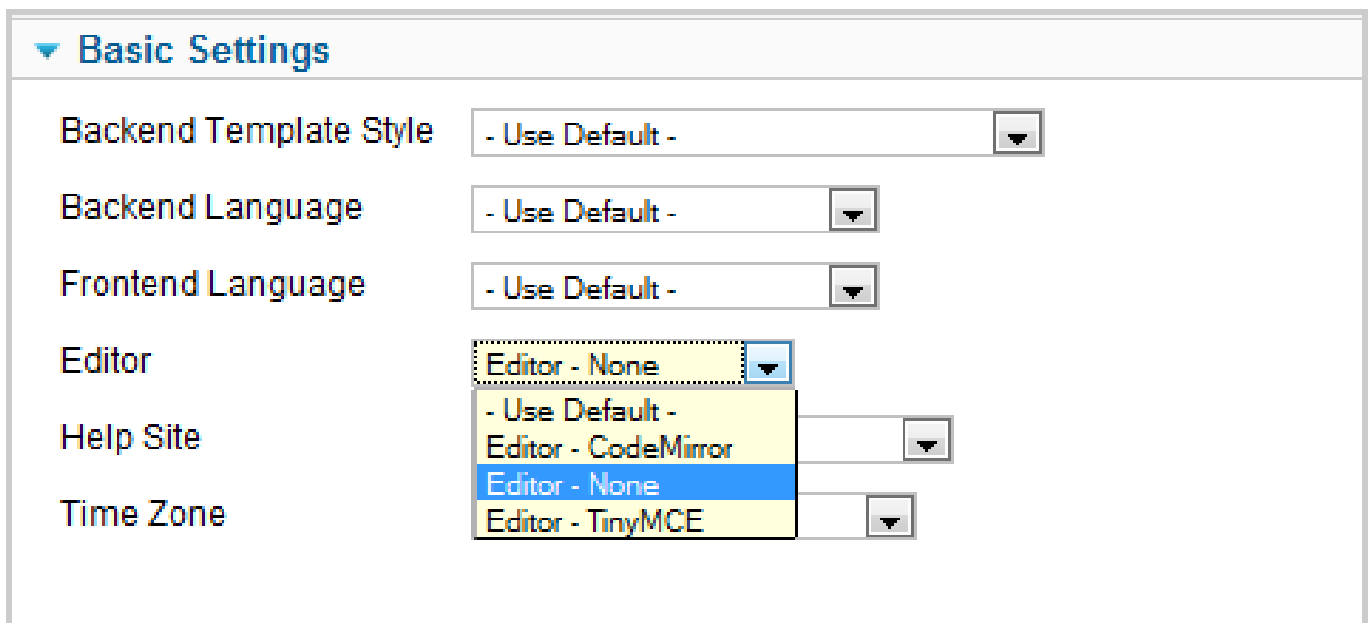 Basic Settings
Backend Template Style - Use Default -
Backend Language - Use Default -
Frontend Language - Use Default -
Editor Editor - None
- Use Default -
Help Site Editor - CodeMirror
Editor - None
Time Zone Editor - TinyMCE